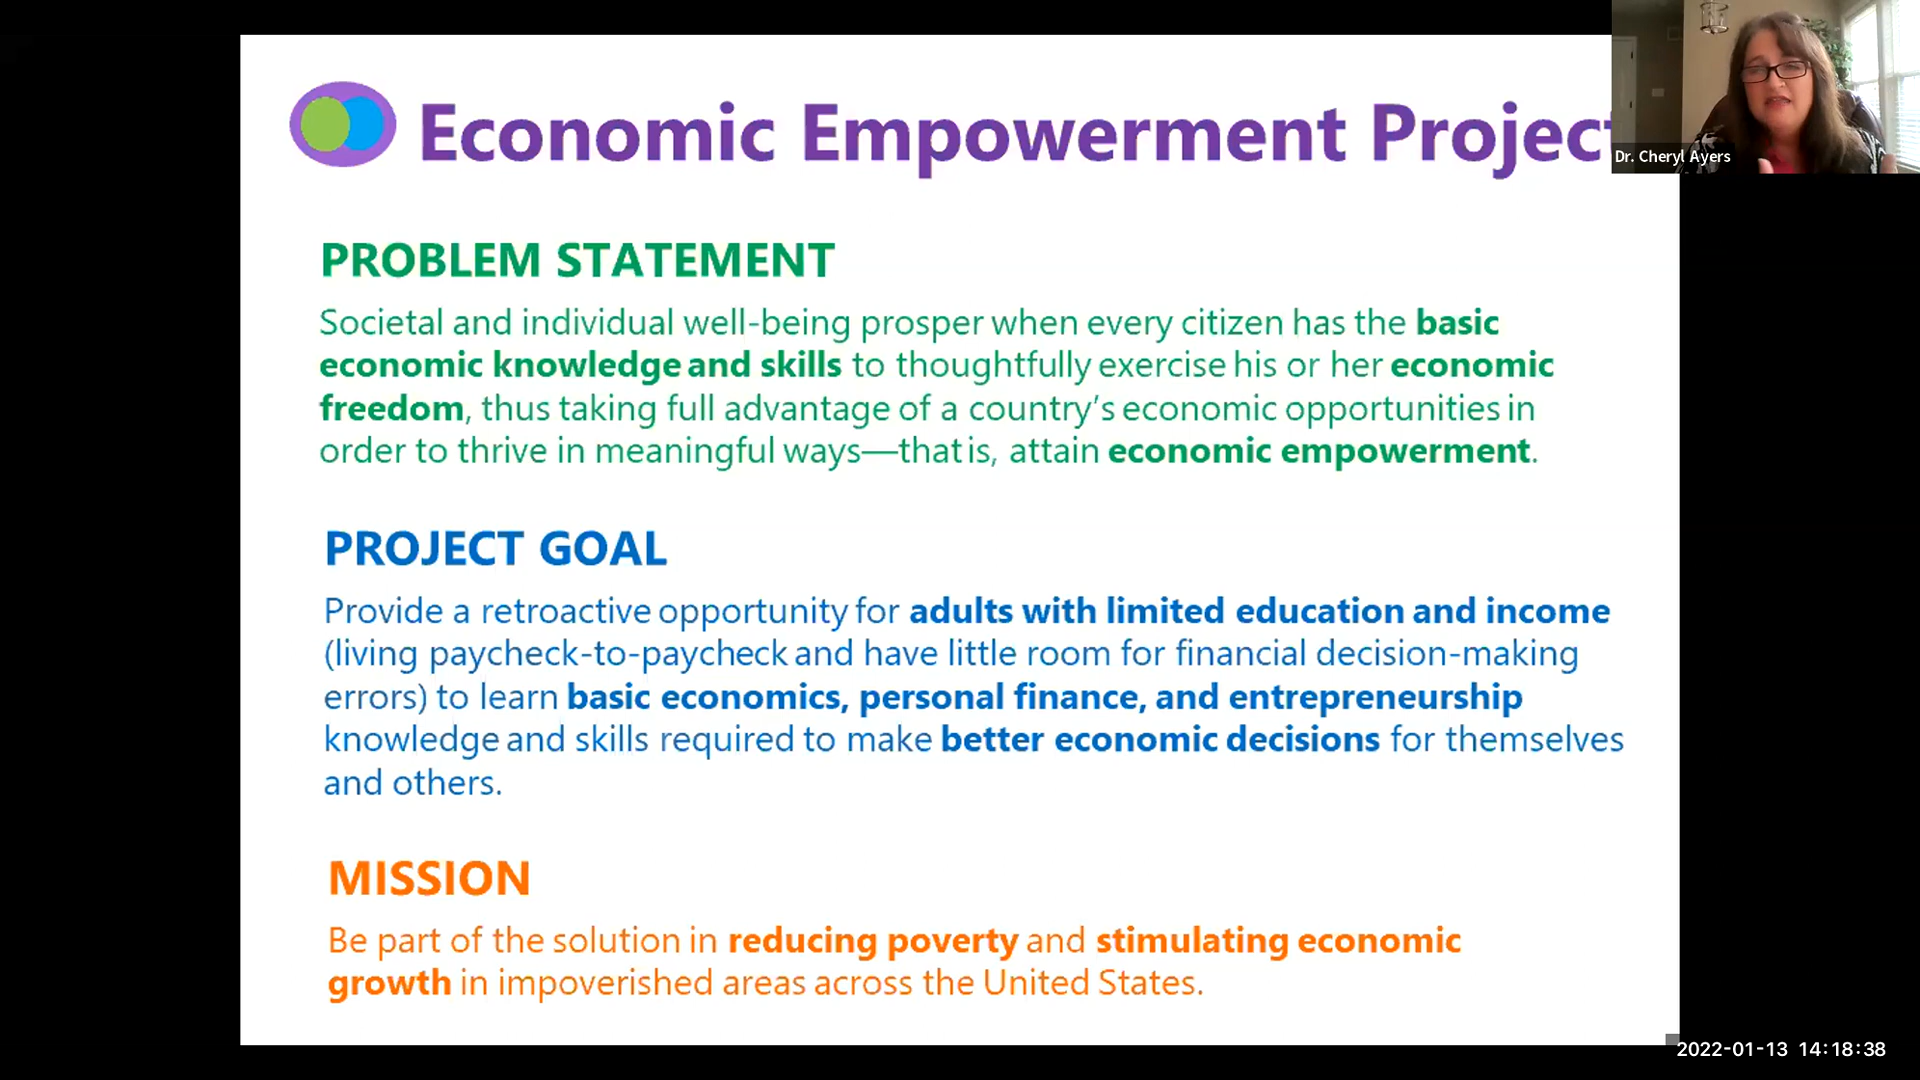 Economic Empowerment Project
Dr. Cheryl Ayers
PROBLEM STATEMENT
Societal and individual well-being prosper when every citizen has the basic
economic knowledge and skills to thoughtfully exercise his or her economic
freedom, thus taking full advantage of a country's economic opportunities in
order to thrive in meaningful ways—that is, attain economic empowerment.
PROJECT GOAL
Provide a retroactive opportunity for adults with limited education and income
(living paycheck-to-paycheck and have little room for financial decision-making
errors) to learn basic economics, personal finance, and entrepreneurship
knowledge and skills required to make better economic decisions for themselves
and others.
MISSION
Be part of the solution in reducing poverty and stimulating economic
growth in impoverished areas across the United States.
2022-01-13 14:18:38